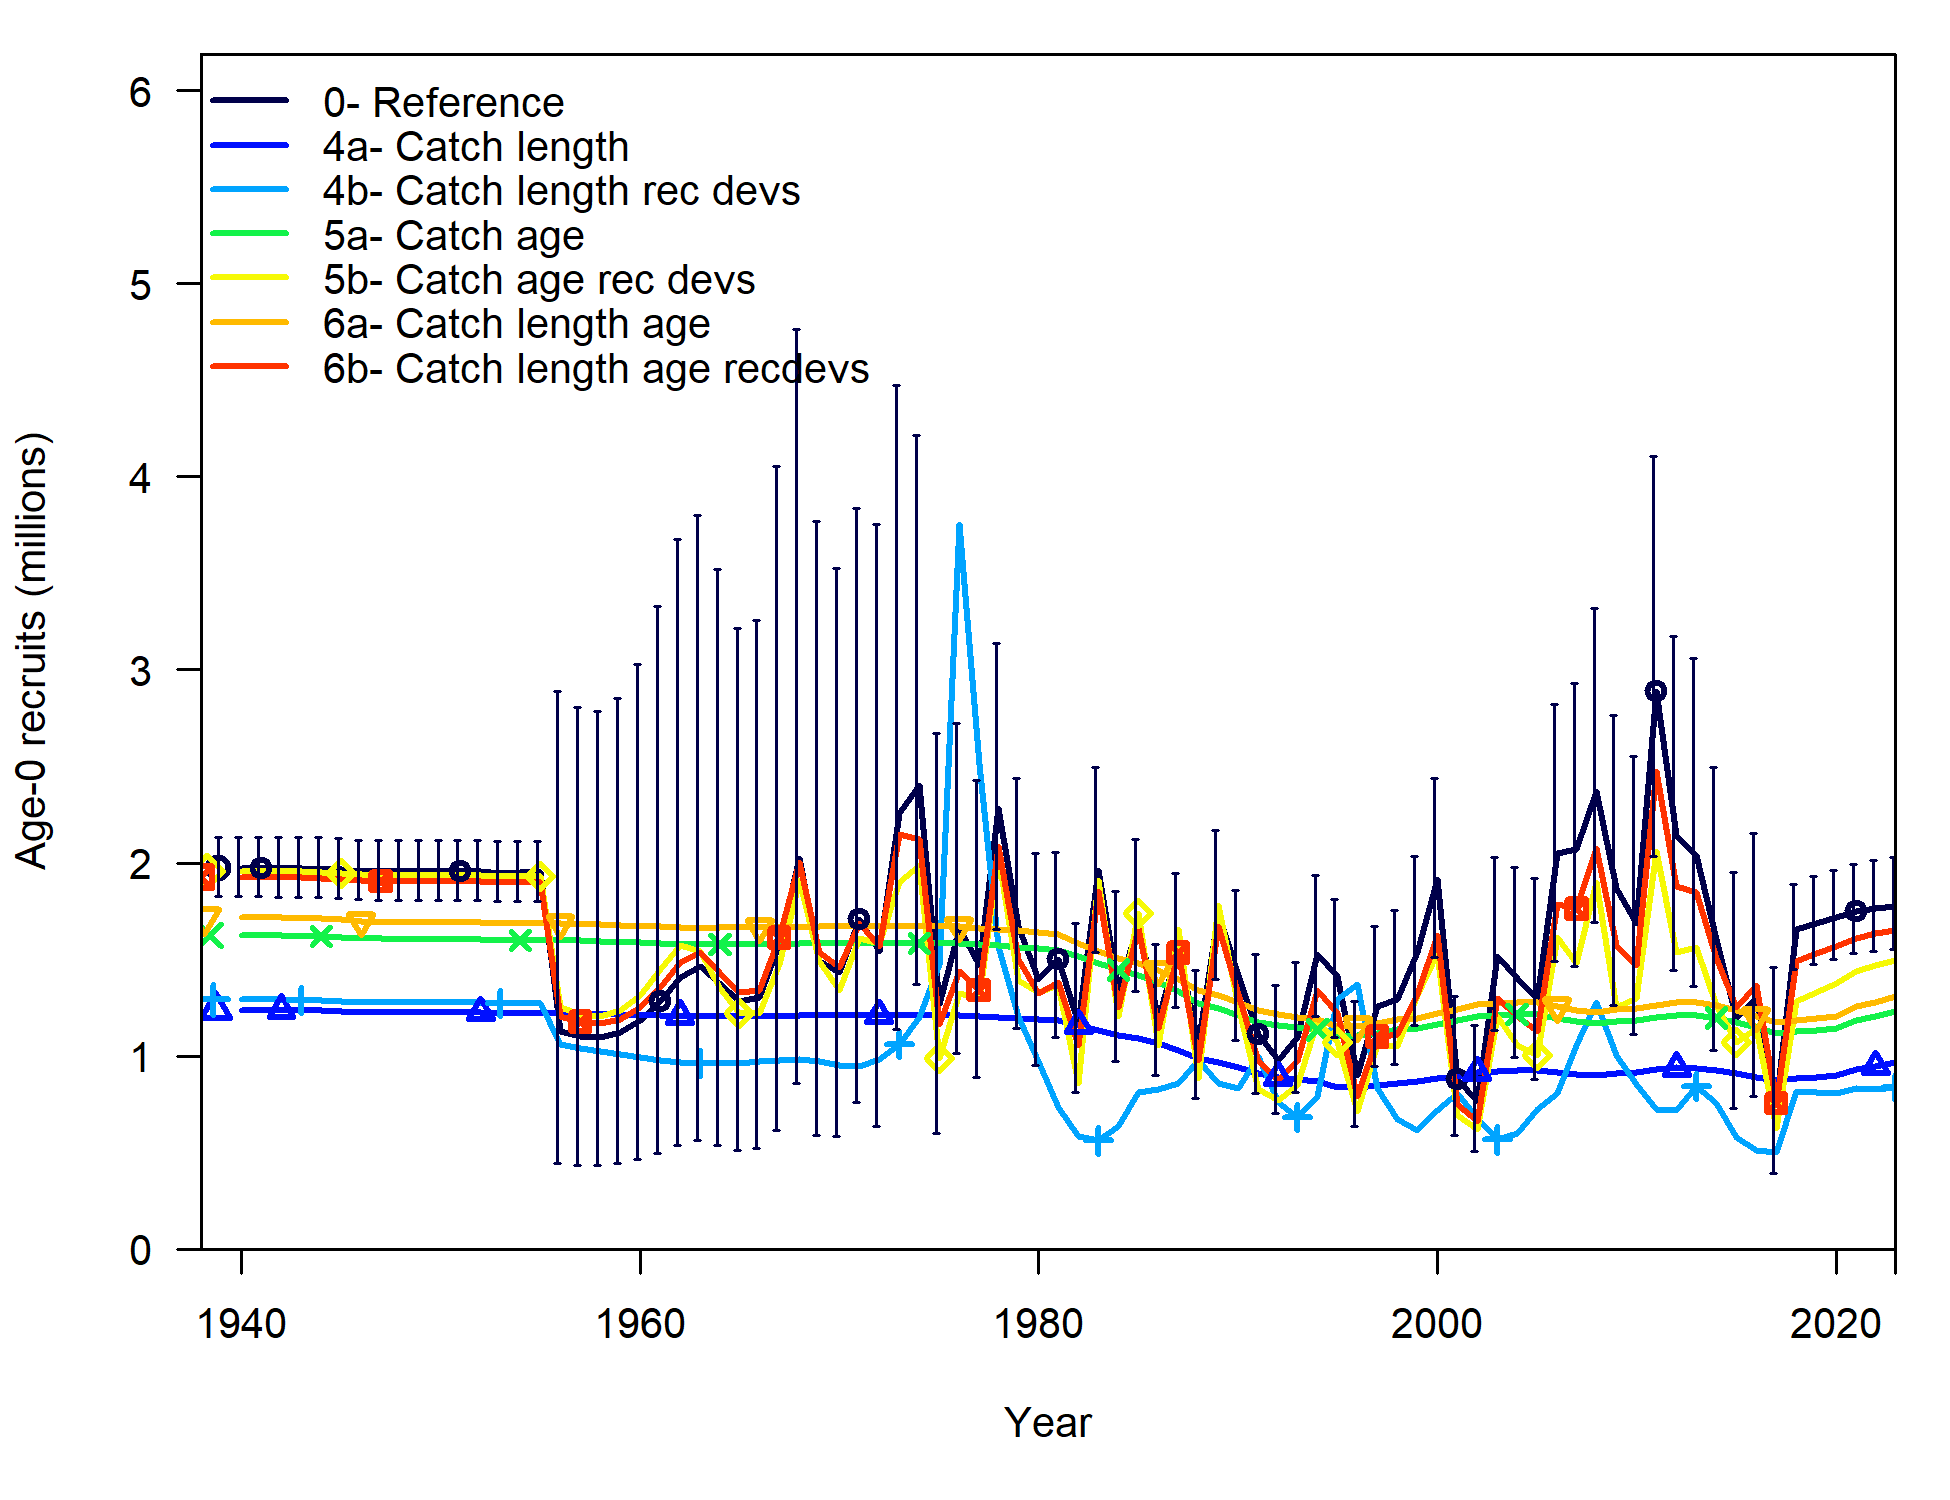 0- Reference
4a- Catch length
4b- Catch length rec devs
5a- Catch age
5b- Catch age rec devs
6a- Catch length age
6b- Catch length age recdevs
Age-0 recruits (millions)
6
5
4
3
2
1
0
1940 1960 1980 2000 2020
Year